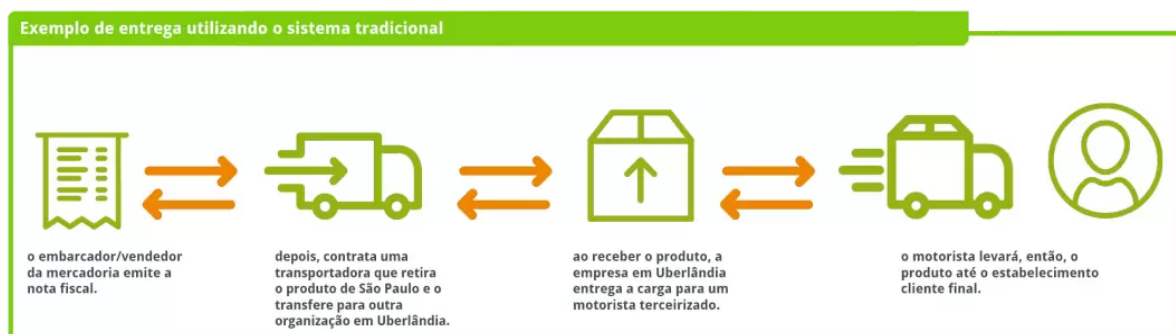 Exemplo de entrega utilizando o sistema tradicional
o embarcador/vendedor
da mercadoria emite a
nota fiscal.
depois, contrata uma
transportadora que retira
o produto de São Paulo e o
transfere para outra
organização em Uberlândia.
ao receber o produto, a
empresa em Uberlândia
entrega a carga para um
motorista terceirizado.
o motorista levará, então, o
produto até o estabelecimento
cliente final.